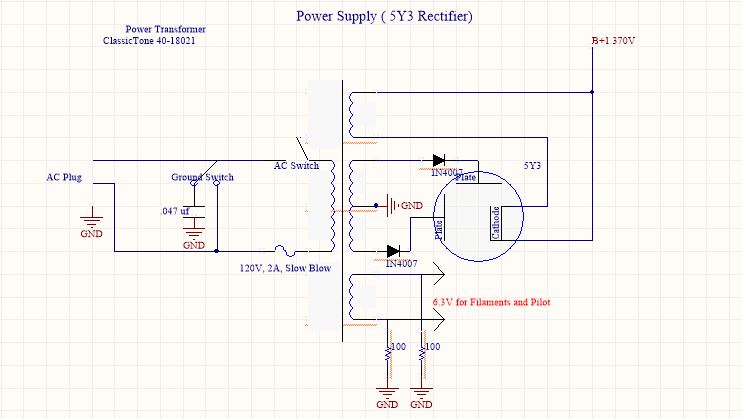 Power Supply ( 5Y3 Rectifier)
Power Transformer
ClassicTone 40-18021
B+1 370V
AC Switch
1N4007
Plate
5Y3
AC Plug
Ground Switch
.047 uf
GND
GND
GND
Plate
Cathode
1N4007
120V, 2A, Slow Blow
6.3V for Filaments and Pilot
100
100
GND
GND